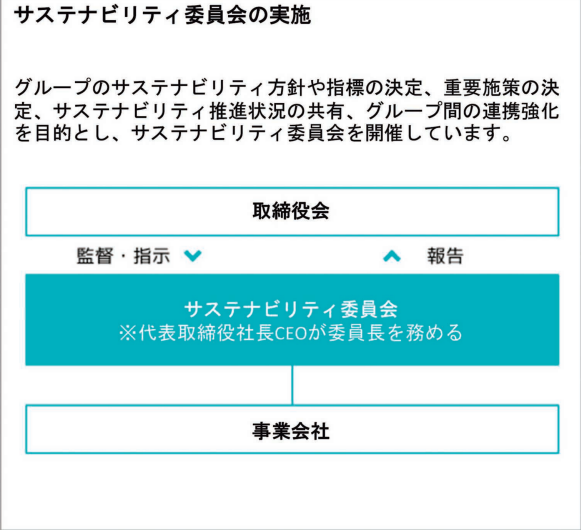 サステナビリティ委員会の実施
グループのサステナビリティ方針や指標の決定、重要施策の決
定、サステナビリティ推進状況の共有、グループ間の連携強化
を目的とし、サステナビリティ委員会を開催しています。
取締役会
監督・指示 報告
サステナビリティ委員会
※代表取締役社長CEOが委員長を務める
事業会社